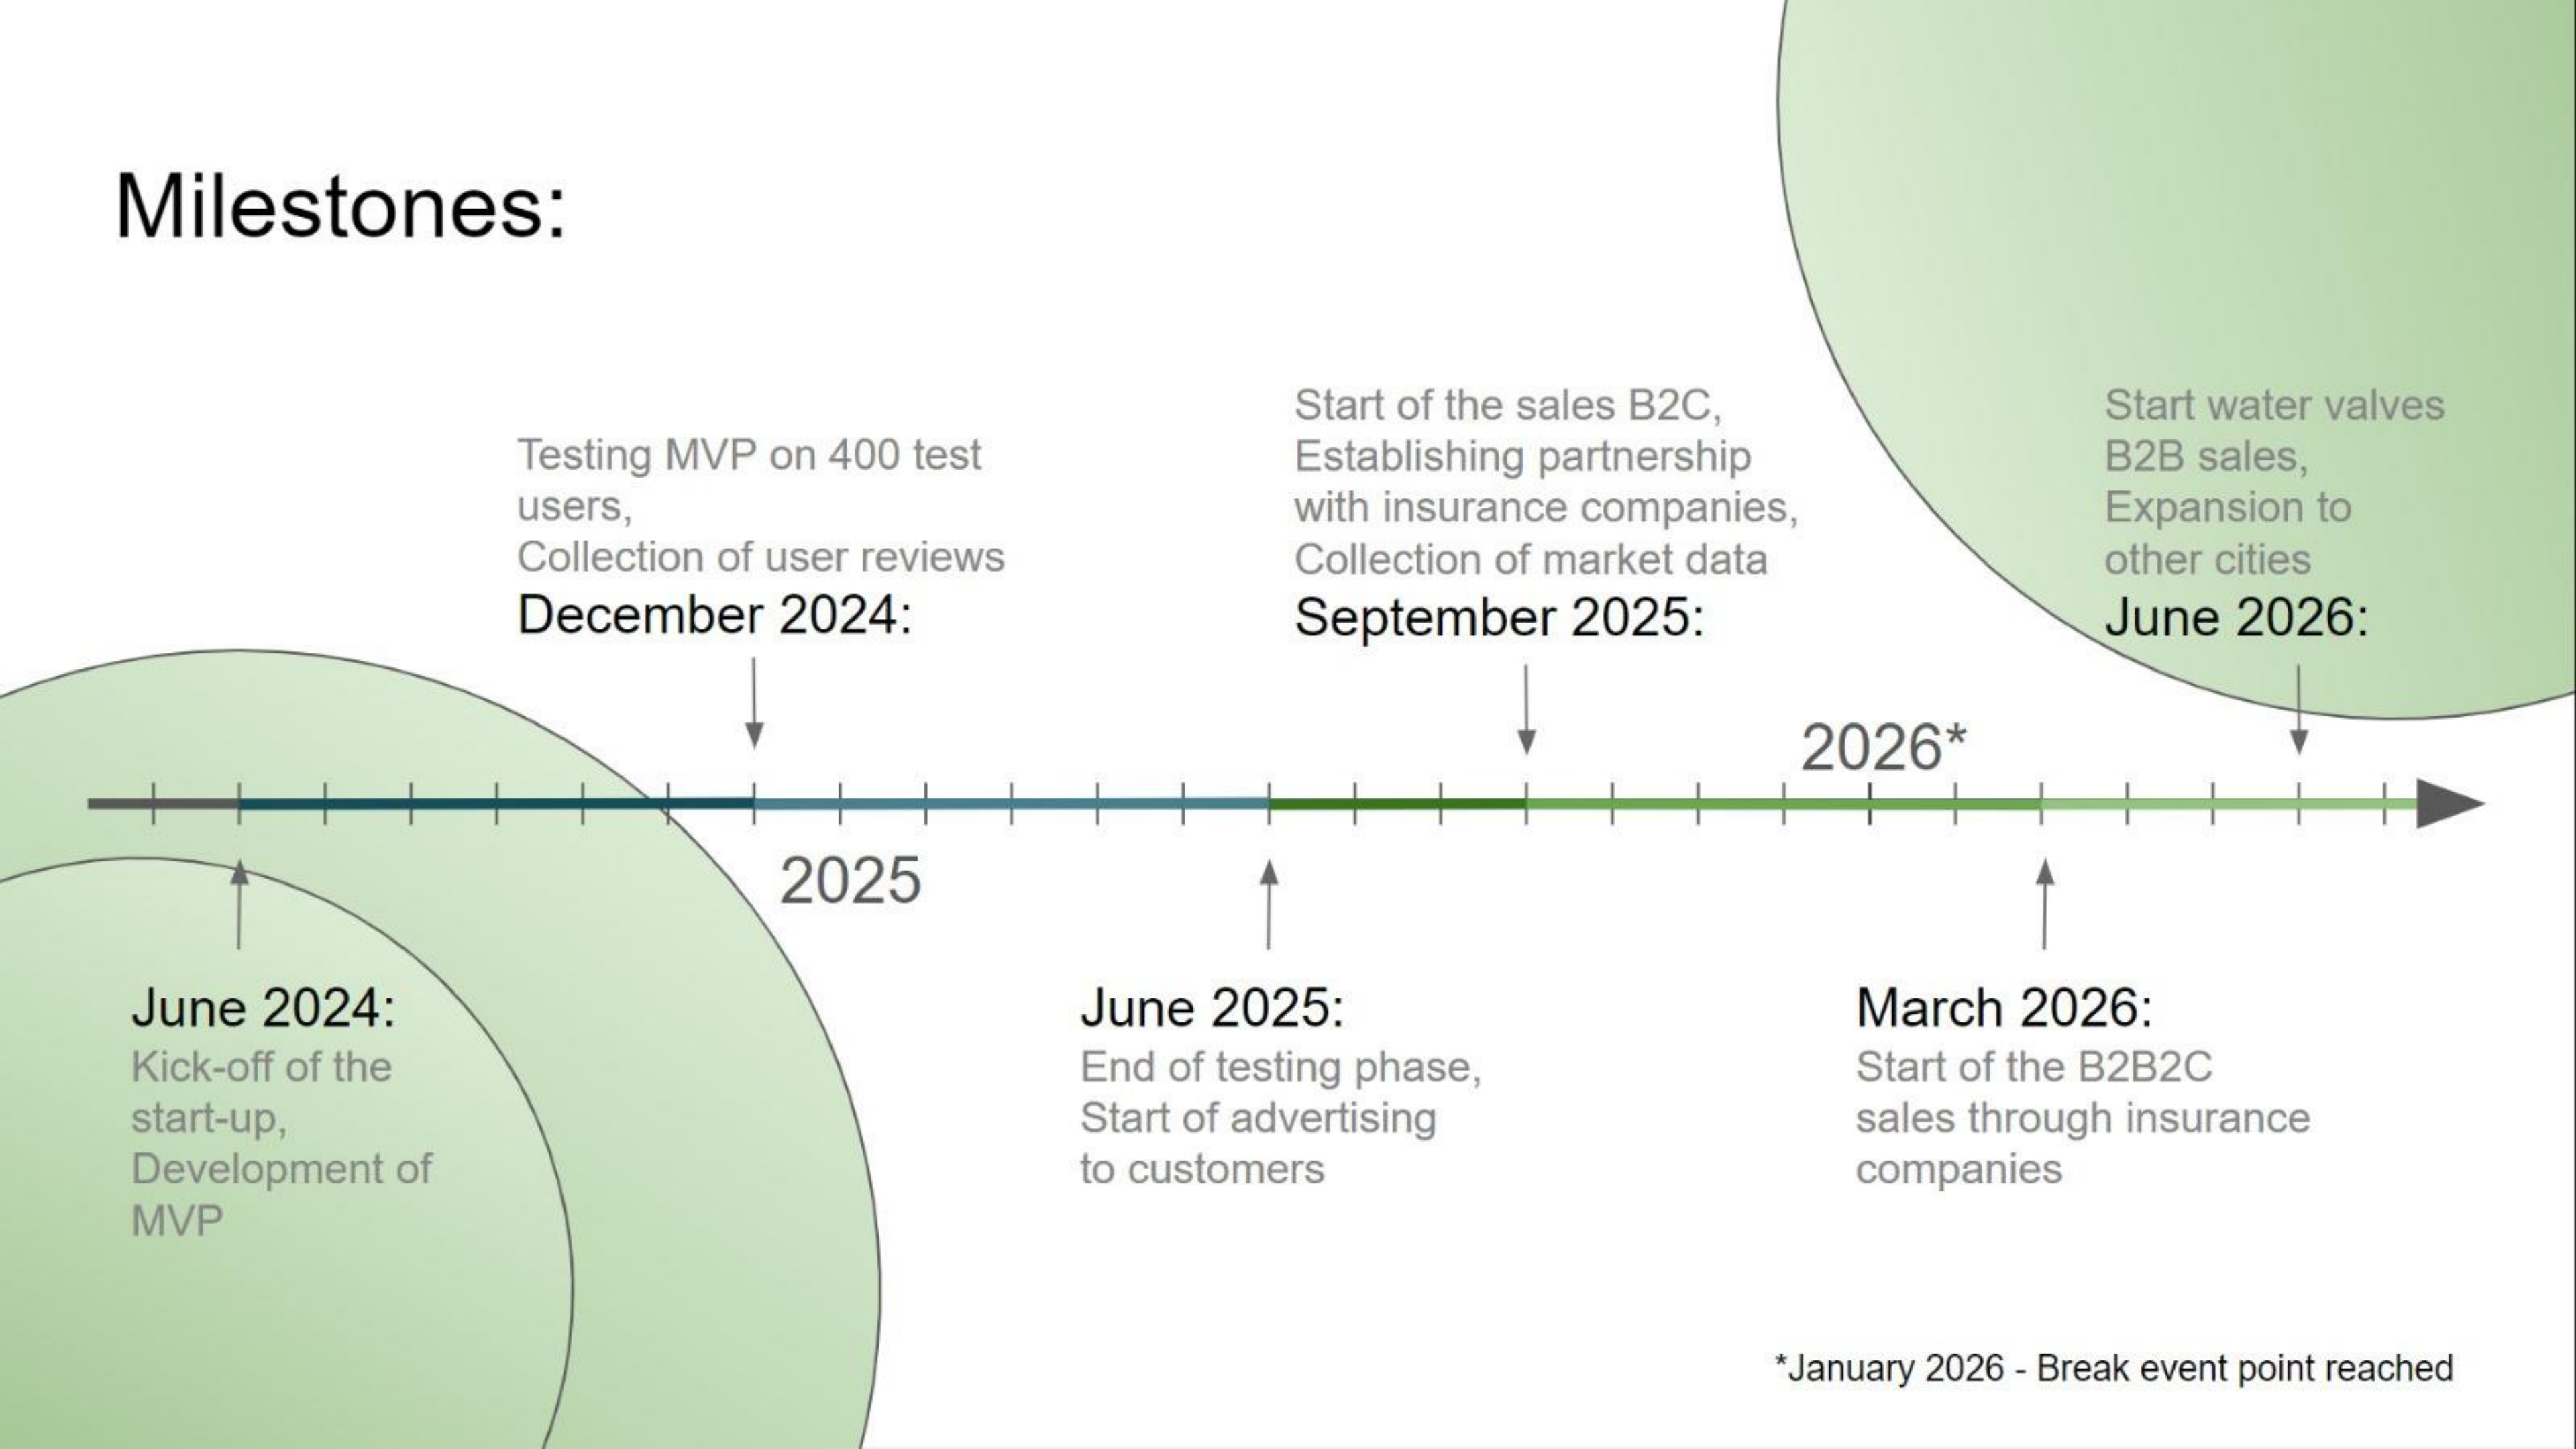 Milestones:
Testing MVP on 400 test
users,
Collection of user reviews
December 2024:
Start of the sales B2C,
Establishing partnership
with insurance companies,
Collection of market data
September 2025:
Start water valves
B2B sales,
Expansion to
other cities
June 2026:
2026*
2025
June 2024:
Kick-off of the
start-up,
Development of
MVP
June 2025:
End of testing phase,
Start of advertising
to customers
March 2026:
Start of the B2B2C
sales through insurance
companies
*January 2026 - Break event point reached